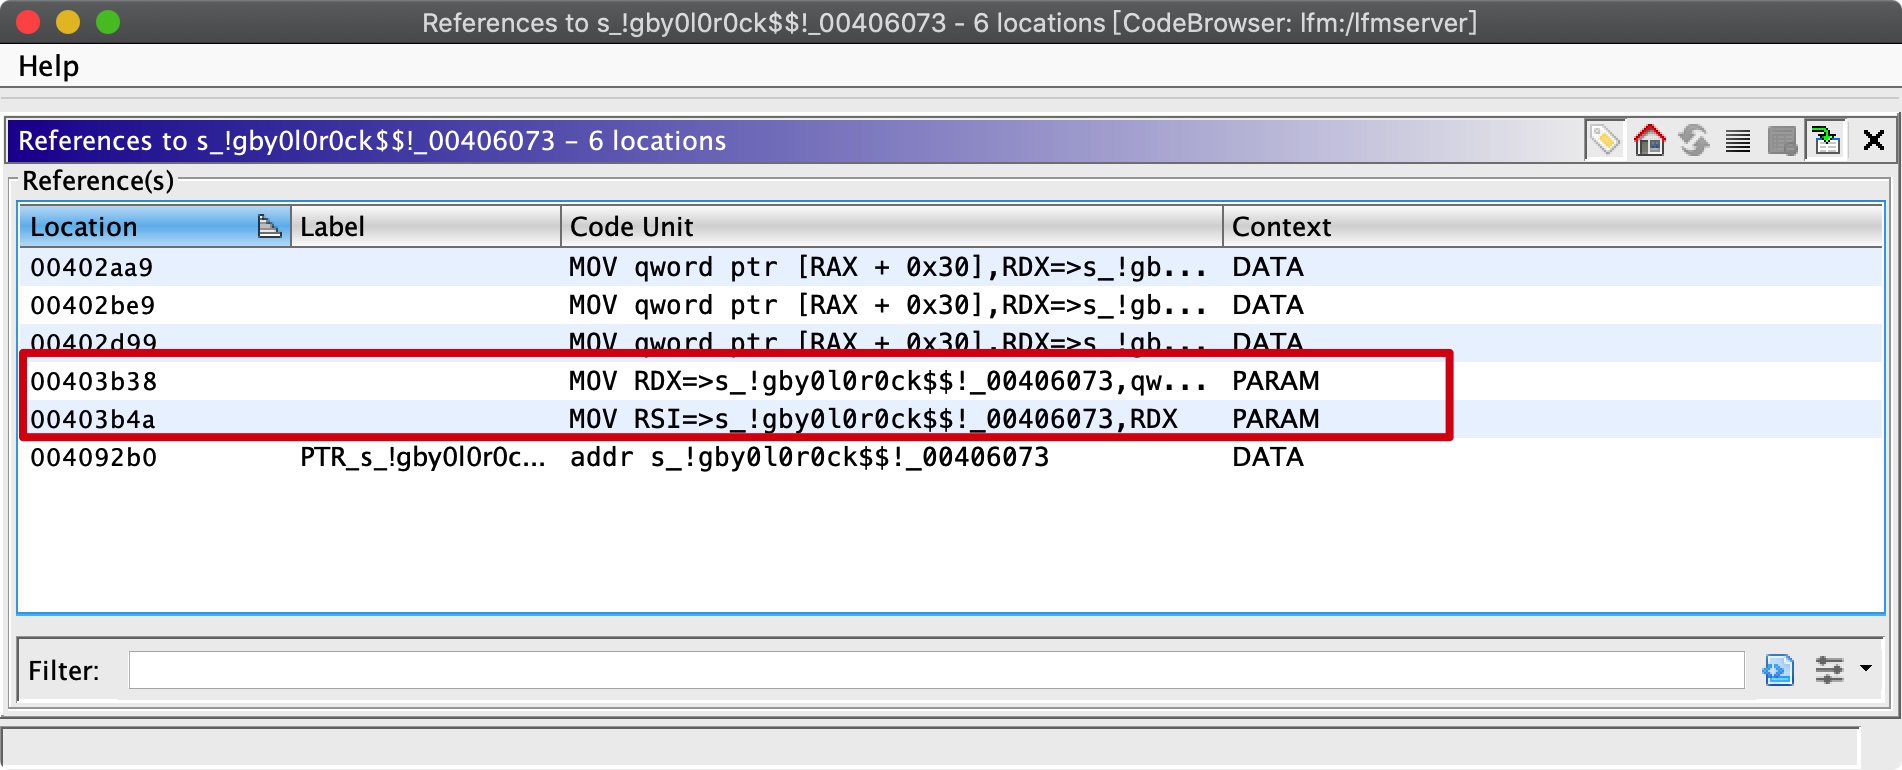 References to s_!gby0l0r0ck$$!_00406073 – 6 locations [CodeBrowser: lfm:/lfmserver]
Help
References to s_!gby0l0r0ck$$!_00406073 – 6 locations
Reference(s)
Location Label Code Unit Context
00402aa9 MOV qword ptr [RAX + 0x30],RDX=>s_!gb... DATA
00402be9 MOV qword ptr [RAX + 0x30],RDX=>s_!gb... DATA
00402d99 MOV qword ptr [RAX + 0x30],RDX=>s_!gb... DATA
00403b38 MOV RDX=>s_!gby0l0r0ck$$!_00406073,qw... PARAM
00403b4a MOV RSI=>s_!gby0l0r0ck$$!_00406073,RDX PARAM
004092b0 PTR_s_!gby0l0r0c... addr s_!gby0l0r0ck$$!_00406073 DATA
Filter: